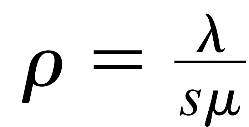 ρ = λ / sμ